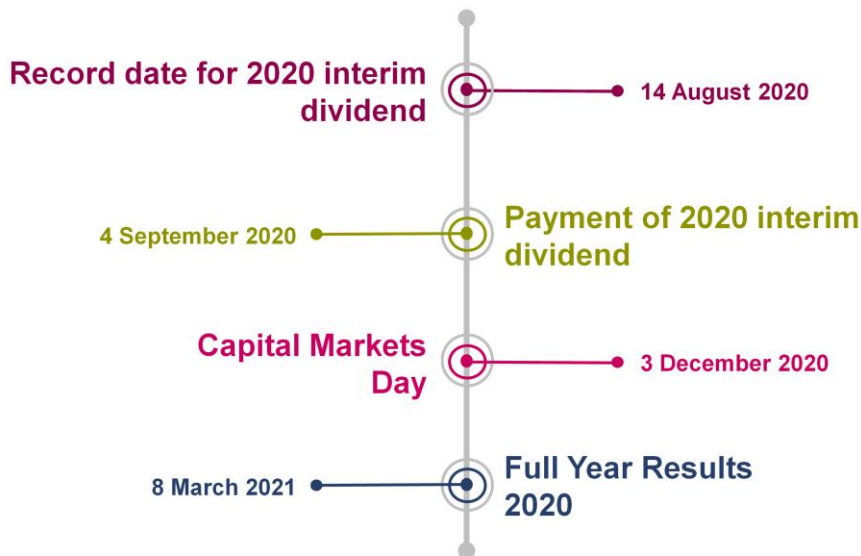 Record date for 2020 interim
dividend
14 August 2020
4 September 2020
Payment of 2020 interim
dividend
Capital Markets
Day
3 December 2020
8 March 2021
Full Year Results
2020